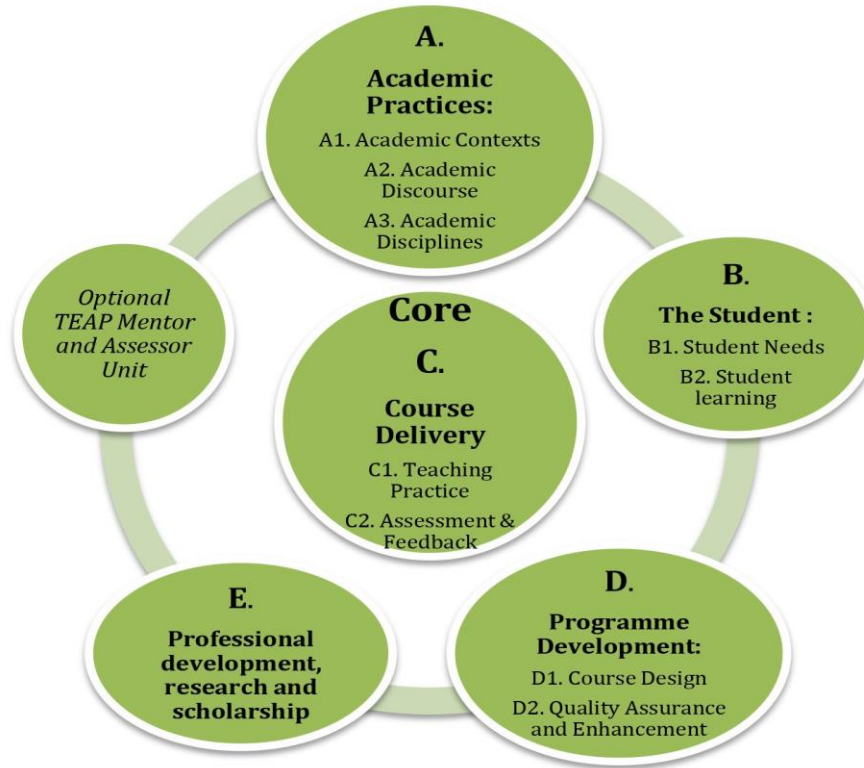 A.
Academic
Practices:
A1. Academic Contexts
A2. Academic
Discourse
A3. Academic
Disciplines
B.
The Student :
B1. Student Needs
B2. Student
learning
Core
C.
Course
Delivery
C1. Teaching
Practice
C2. Assessment &
Feedback
D.
Programme
Development:
D1. Course Design
D2. Quality Assurance
and Enhancement
E.
Professional
development,
research and
scholarship
Optional
TEAP Mentor
and Assessor
Unit